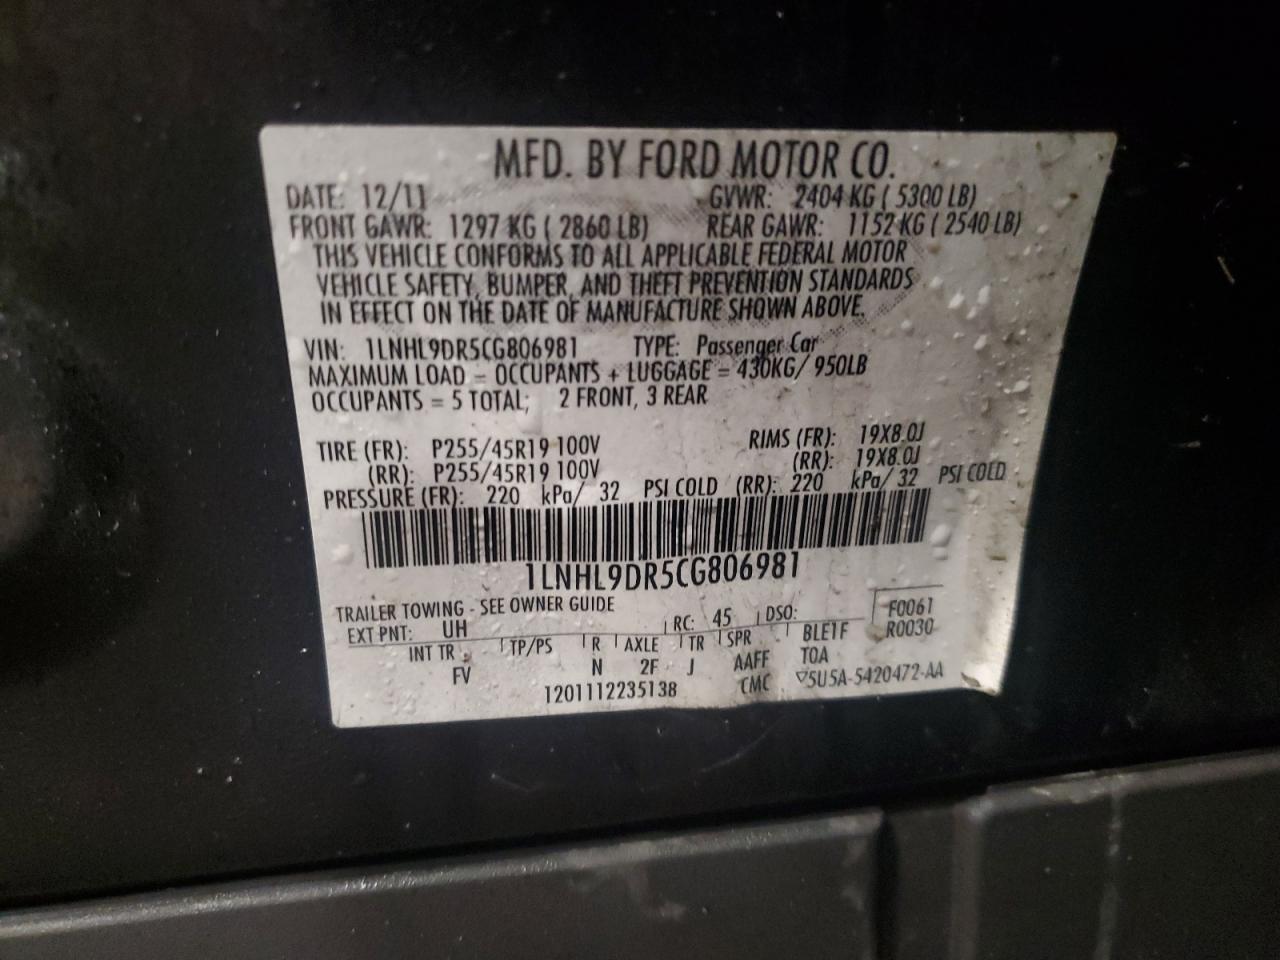 MFD. BY FORD MOTOR CO.
DATE: 12/11 GVWR: 2404 KG ( 5300 LB)
FRONT GAWR: 1297 KG ( 2860 LB) REAR GAWR: 1152 KG ( 2540 LB)
THIS VEHICLE CONFORMS TO ALL APPLICABLE FEDERAL MOTOR
VEHICLE SAFETY, BUMPER, AND THEFT PREVENTION STANDARDS
IN EFFECT ON THE DATE OF MANUFACTURE SHOWN ABOVE.
VIN: 1LNHL9DR5CG806981 TYPE: Passenger Car
MAXIMUM LOAD = OCCUPANTS + LUGGAGE = 430KG/ 950LB
OCCUPANTS = 5 TOTAL; 2 FRONT, 3 REAR
TIRE (FR): P255/45R19 100V RIMS (FR): 19X8.0J
(RR): P255/45R19 100V (RR): 19X8.0J
PRESSURE (FR): 220 kPa/ 32 PSI COLD (RR): 220 kPa/ 32 PSI COLD
1LNHL9DR5CG806981
TRAILER TOWING - SEE OWNER GUIDE F0061
EXT PNT: UH RC: 45 DSO: R0030
INT TR TP/PS R AXLE TR SPR BLE1F
FV N 2F J AAFF TOA
1201112235138 CMC 5U5A-5420472-AA